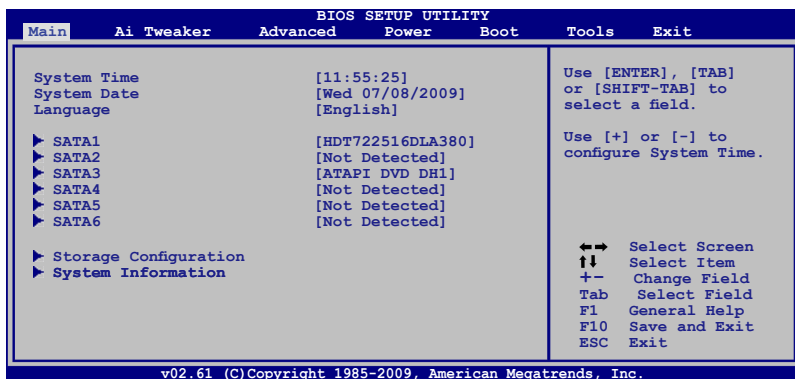 BIOS SETUP UTILITY
Main Ai Tweaker Advanced Power Boot Tools Exit
System Time [11:55:25]
System Date [Wed 07/08/2009]
Language [English]
SATA1 [HDT722516DLA380]
SATA2 [Not Detected]
SATA3 [ATAPI DVD DH1]
SATA4 [Not Detected]
SATA5 [Not Detected]
SATA6 [Not Detected]
Storage Configuration
System Information
Use [ENTER], [TAB]
or [SHIFT-TAB] to
select a field.
Use [+] or [-] to
configure System Time.
←→ Select Screen
↑↓ Select Item
+- Change Field
Tab Select Field
F1 General Help
F10 Save and Exit
ESC Exit
v02.61 (C)Copyright 1985-2009, American Megatrends, Inc.